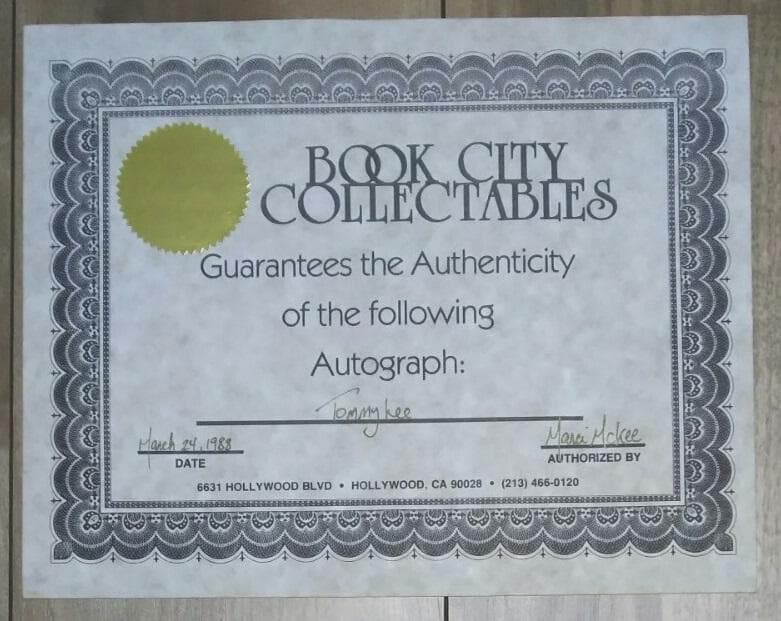 BOOK CITY
COLLECTABLES
Guarantees the Authenticity
of the following
Autograph:
Tommy Lee
March 24, 1988
Marci McKee
DATE
AUTHORIZED BY
6631 HOLLYWOOD BLVD • HOLLYWOOD, CA 90028 • (213) 466-0120